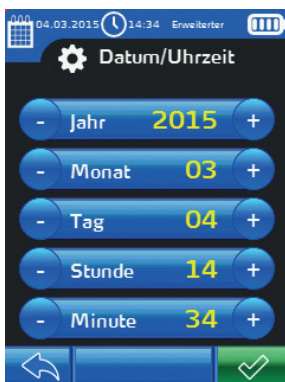 04.03.2015 14:34 Erweiterter
Datum/Uhrzeit
- Jahr 2015 +
- Monat 03 +
- Tag 04 +
- Stunde 14 +
- Minute 34 +